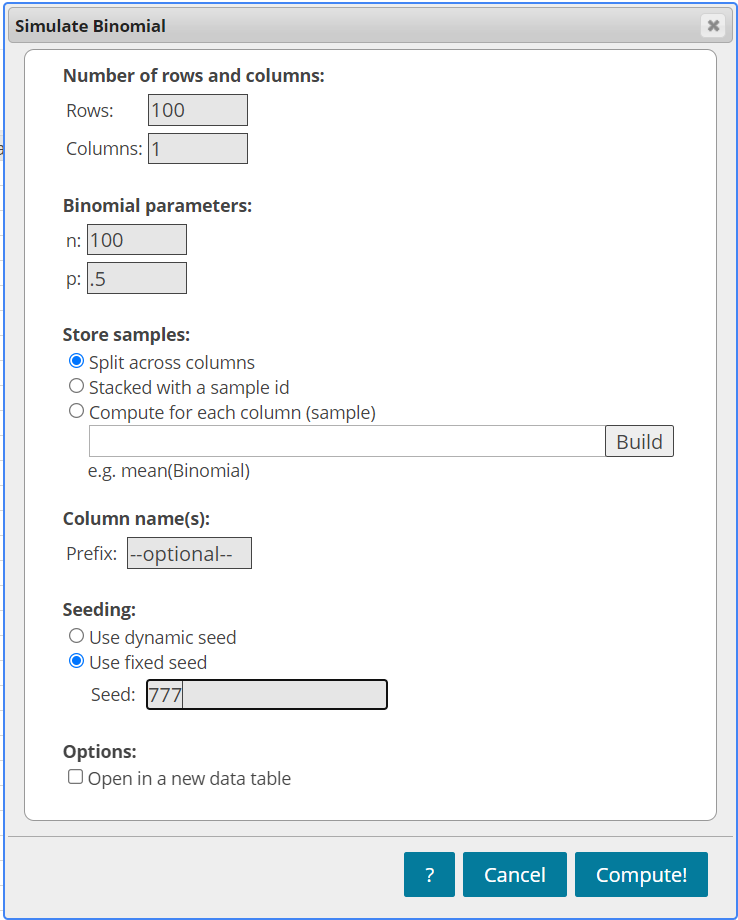 Simulate Binomial
Number of rows and columns:
Rows: 100
Columns: 1
Binomial parameters:
n: 100
p: .5
Store samples:
Split across columns
Stacked with a sample id
Compute for each column (sample)
Build
e.g. mean(Binomial)
Column name(s):
Prefix: --optional--
Seeding:
Use dynamic seed
Use fixed seed
Seed: 777
Options:
Open in a new data table
? Cancel Compute!